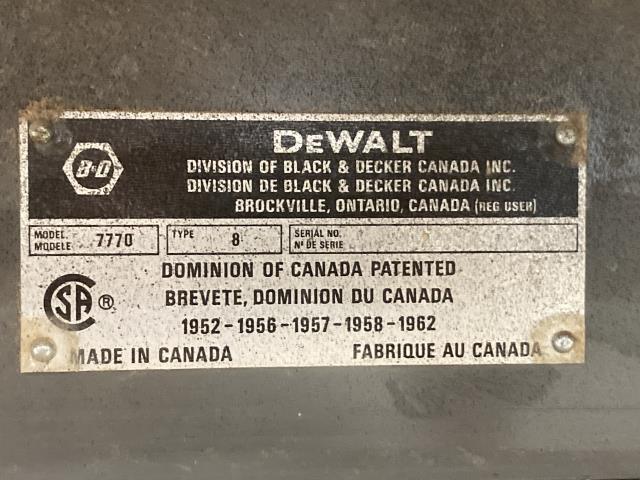 B&D
DeWALT
DIVISION OF BLACK & DECKER CANADA INC.
DIVISION DE BLACK & DECKER CANADA INC.
BROCKVILLE, ONTARIO, CANADA (REG USER)
MODEL. MODELE. 7770 TYPE 8 SERIAL NO. Nº DE SERIE
DOMINION OF CANADA PATENTED
BREVETE, DOMINION DU CANADA
1952-1956-1957-1958-1962
SA ®
MADE IN CANADA FABRIQUE AU CANADA